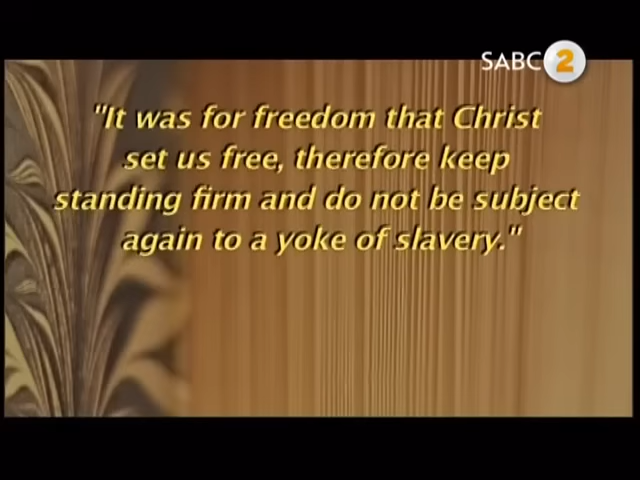 SABC 2
"It was for freedom that Christ
set us free, therefore keep
standing firm and do not be subject
again to a yoke of slavery."